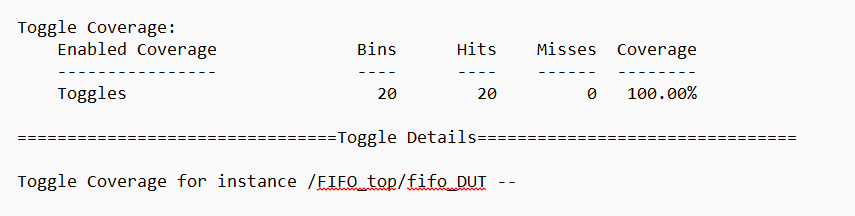 Toggle Coverage:
Enabled Coverage Bins Hits Misses Coverage
---------------- ---- ---- ------ --------
Toggles 20 20 0 100.00%
================================Toggle Details================================
Toggle Coverage for instance /FIFO_top/fifo_DUT --